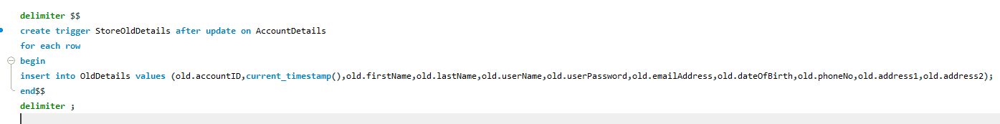 delimiter $$
create trigger StoreOldDetails after update on AccountDetails
for each row
begin
insert into OldDetails values (old.accountID,current_timestamp(),old.firstName,old.lastName,old.userName,old.userPassword,old.emailAddress,old.dateOfBirth,old.phoneNo,old.address1,old.address2);
end$$
delimiter ;